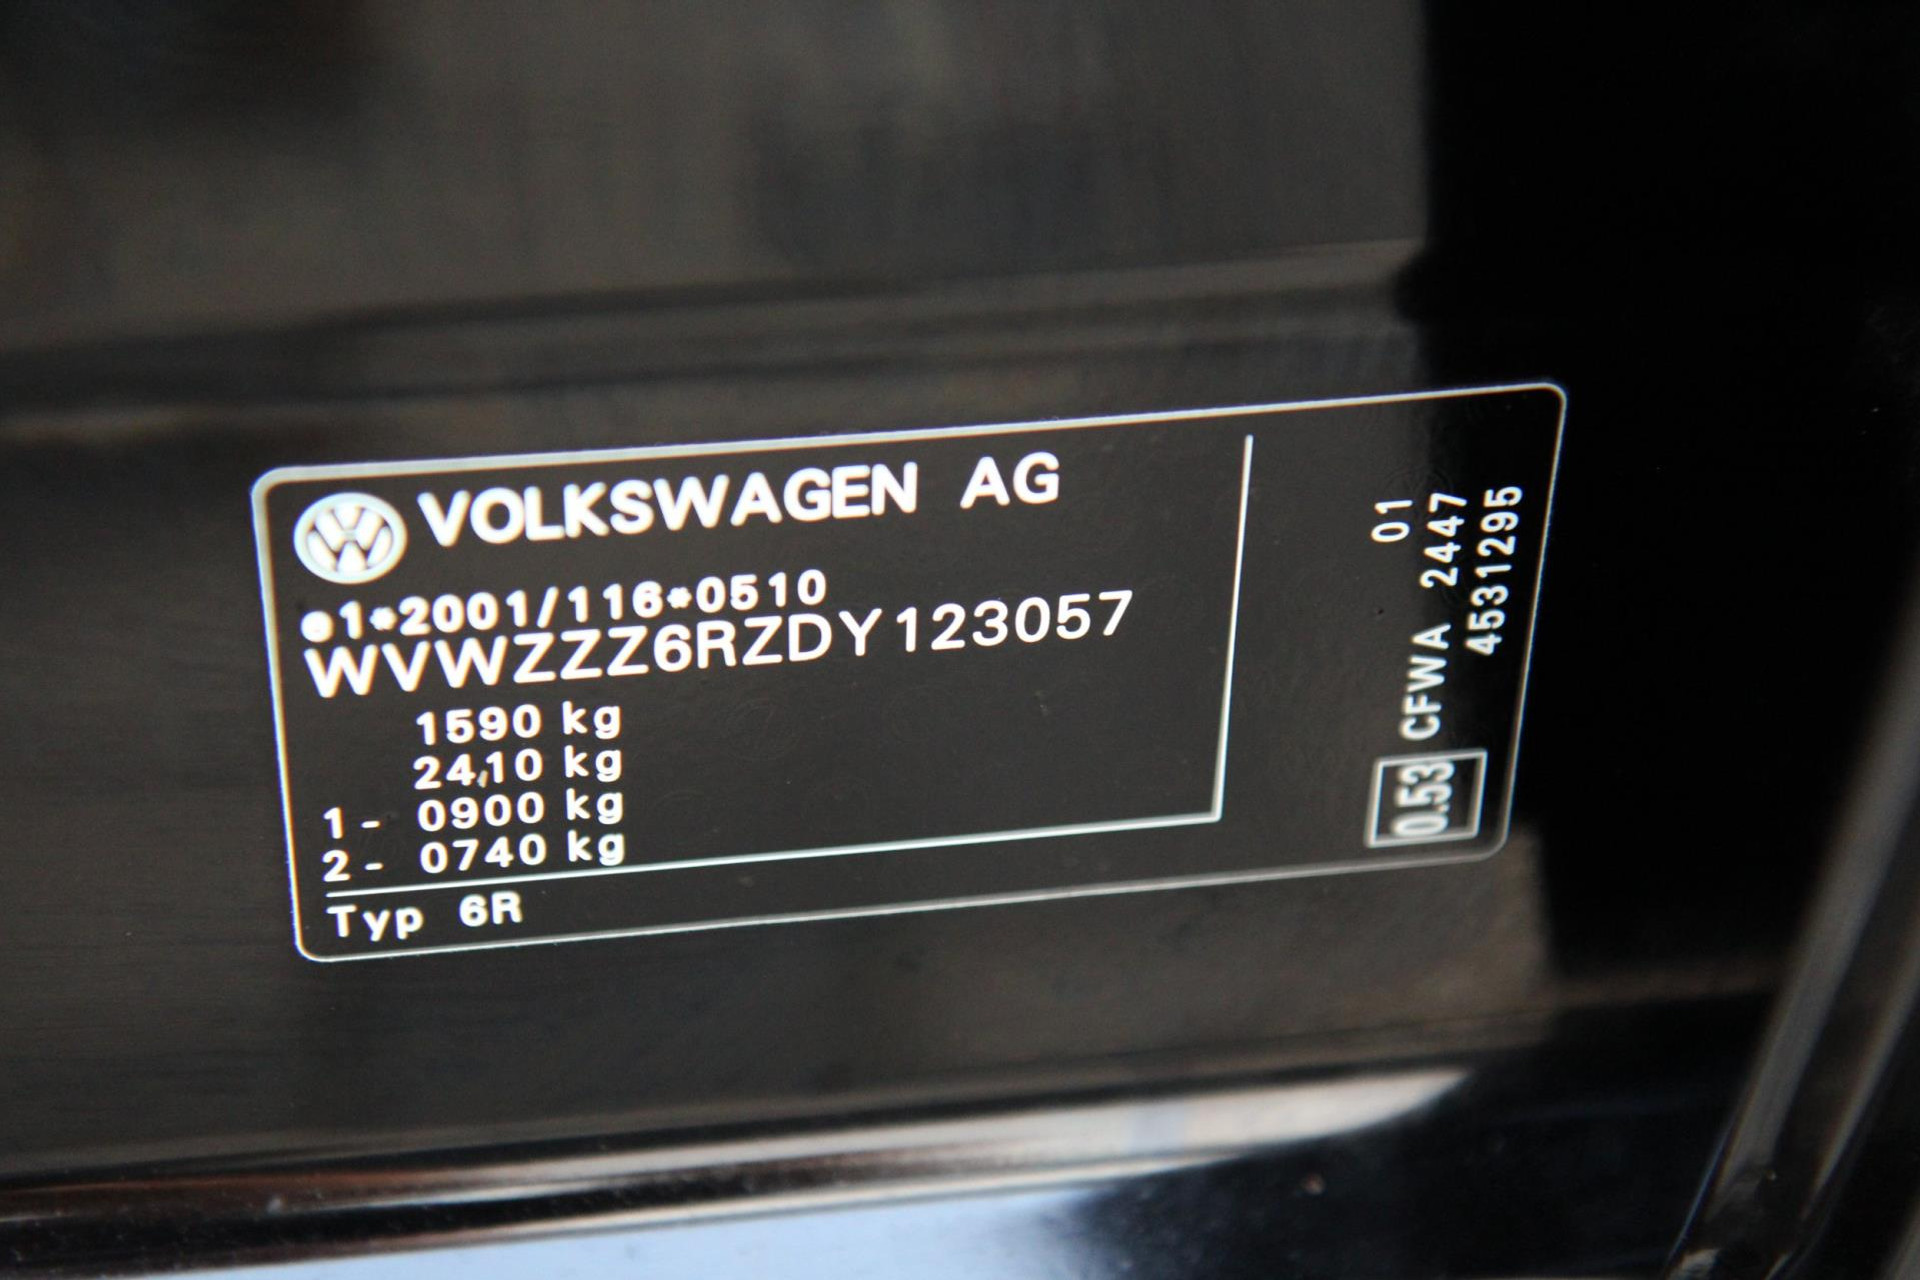 VOLKSWAGEN AG
e1*2001/116*0510
WVWZZZ6RZDY123057
1590 kg
2410 kg
1 - 0900 kg
2 - 0740 kg
Typ 6R
01
0.53 CFWA 2447
4531295